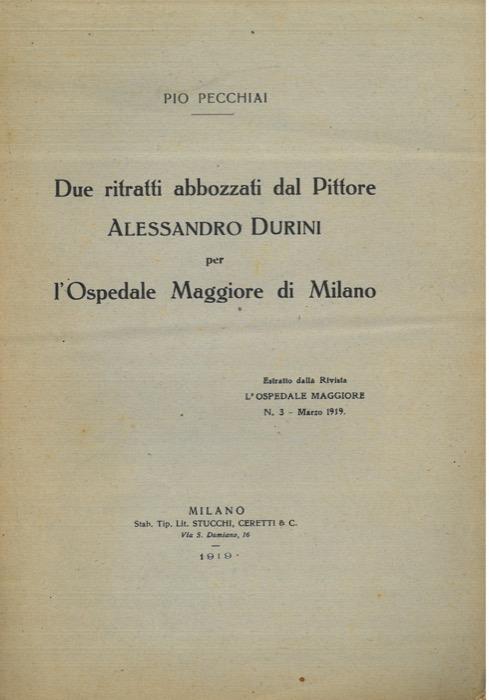 PIO PECCHIAI
Due ritratti abbozzati dal Pittore
ALESSANDRO DURINI
per
l'Ospedale Maggiore di Milano
Estratto dalla Rivista
L'OSPEDALE MAGGIORE
N. 3 - Marzo 1919.
MILANO
Stab. Tip. Lit. STUCCHI, CERETTI & C.
Via S. Damiano, 16
1919